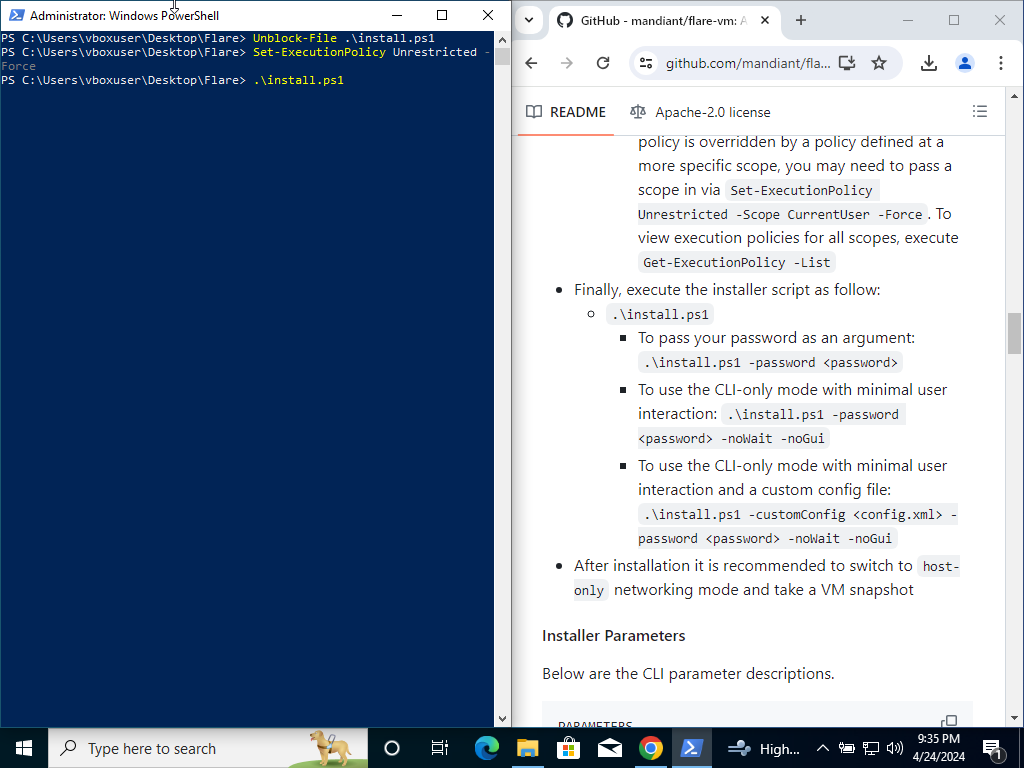 Administrator: Windows PowerShell
PS C:\Users\vboxuser\Desktop\Flare> Unblock-File .\install.ps1
PS C:\Users\vboxuser\Desktop\Flare> Set-ExecutionPolicy Unrestricted -
Force
PS C:\Users\vboxuser\Desktop\Flare> .\install.ps1
GitHub - mandiant/flare-vm: A
github.com/mandiant/fla...
README
Apache-2.0 license
policy is overridden by a policy defined at a
more specific scope, you may need to pass a
scope in via Set-ExecutionPolicy
Unrestricted -Scope CurrentUser -Force. To
view execution policies for all scopes, execute
Get-ExecutionPolicy -List
Finally, execute the installer script as follow:
.\install.ps1
To pass your password as an argument:
.\install.ps1 -password <password>
To use the CLI-only mode with minimal user
interaction: .\install.ps1 -password
<password> -noWait -noGui
To use the CLI-only mode with minimal user
interaction and a custom config file:
.\install.ps1 -customConfig <config.xml> -
password <password> -noWait -noGui
After installation it is recommended to switch to host-
only networking mode and take a VM snapshot
Installer Parameters
Below are the CLI parameter descriptions.
PARAMETERS
Type here to search
High...
9:35 PM
4/24/2024
1